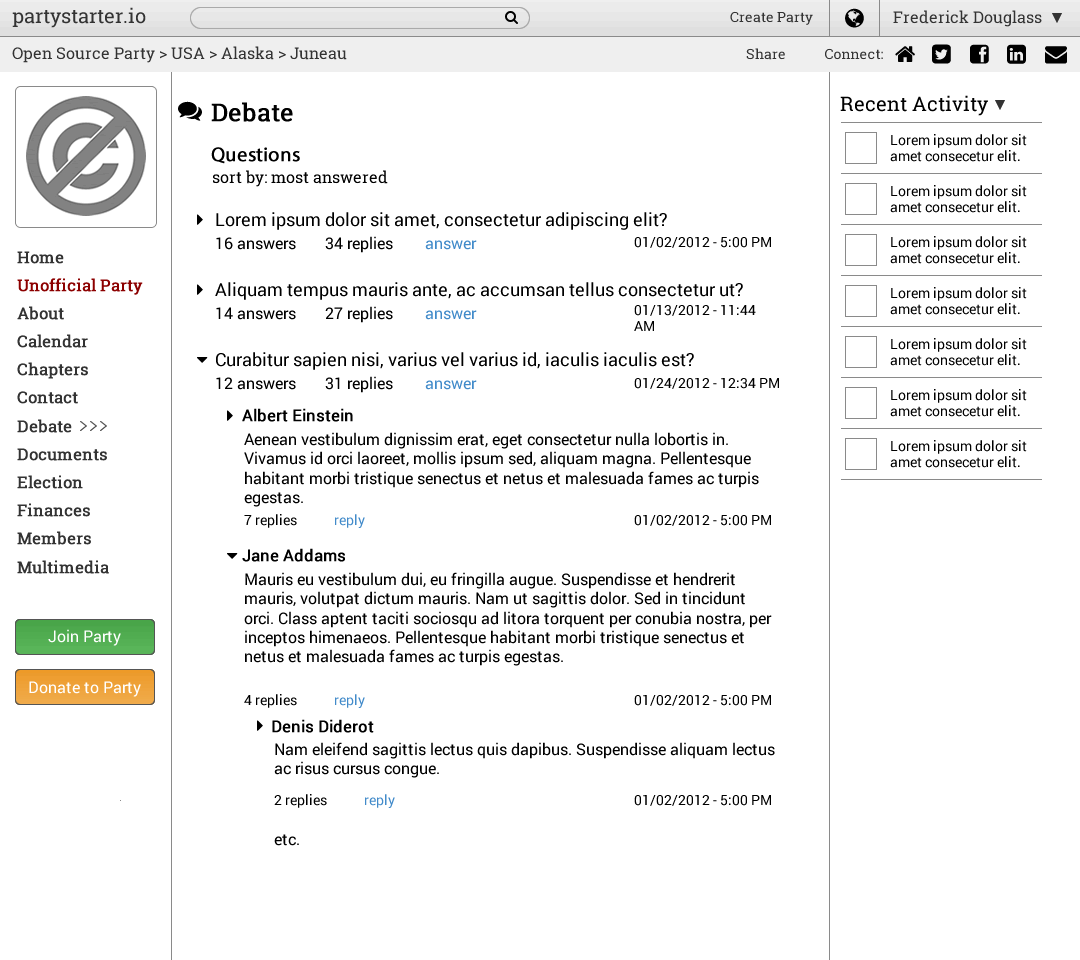 partystarter.io
Create Party
Frederick Douglass ▼
Open Source Party > USA > Alaska > Juneau
Share
Connect:
Home
Unofficial Party
About
Calendar
Chapters
Contact
Debate >>>
Documents
Election
Finances
Members
Multimedia
Join Party
Donate to Party
Debate
Questions
sort by: most answered
Lorem ipsum dolor sit amet, consectetur adipiscing elit?
16 answers 34 replies answer 01/02/2012 - 5:00 PM
Aliquam tempus mauris ante, ac accumsan tellus consectetur ut?
14 answers 27 replies answer 01/13/2012 - 11:44
AM
Curabitur sapien nisi, varius vel varius id, iaculis iaculis est?
12 answers 31 replies answer 01/24/2012 - 12:34 PM
Albert Einstein
Aenean vestibulum dignissim erat, eget consectetur nulla lobortis in.
Vivamus id orci laoreet, mollis ipsum sed, aliquam magna. Pellentesque
habitant morbi tristique senectus et netus et malesuada fames ac turpis
egestas.
7 replies reply 01/02/2012 - 5:00 PM
Jane Addams
Mauris eu vestibulum dui, eu fringilla augue. Suspendisse et hendrerit
mauris, volutpat dictum mauris. Nam ut sagittis dolor. Sed in tincidunt
orci. Class aptent taciti sociosqu ad litora torquent per conubia nostra, per
inceptos himenaeos. Pellentesque habitant morbi tristique senectus et
netus et malesuada fames ac turpis egestas.
4 replies reply 01/02/2012 - 5:00 PM
Denis Diderot
Nam eleifend sagittis lectus quis dapibus. Suspendisse aliquam lectus
ac risus cursus congue.
2 replies reply 01/02/2012 - 5:00 PM
etc.
Recent Activity ▼
Lorem ipsum dolor sit
amet consecetur elit.
Lorem ipsum dolor sit
amet consecetur elit.
Lorem ipsum dolor sit
amet consecetur elit.
Lorem ipsum dolor sit
amet consecetur elit.
Lorem ipsum dolor sit
amet consecetur elit.
Lorem ipsum dolor sit
amet consecetur elit.
Lorem ipsum dolor sit
amet consecetur elit.